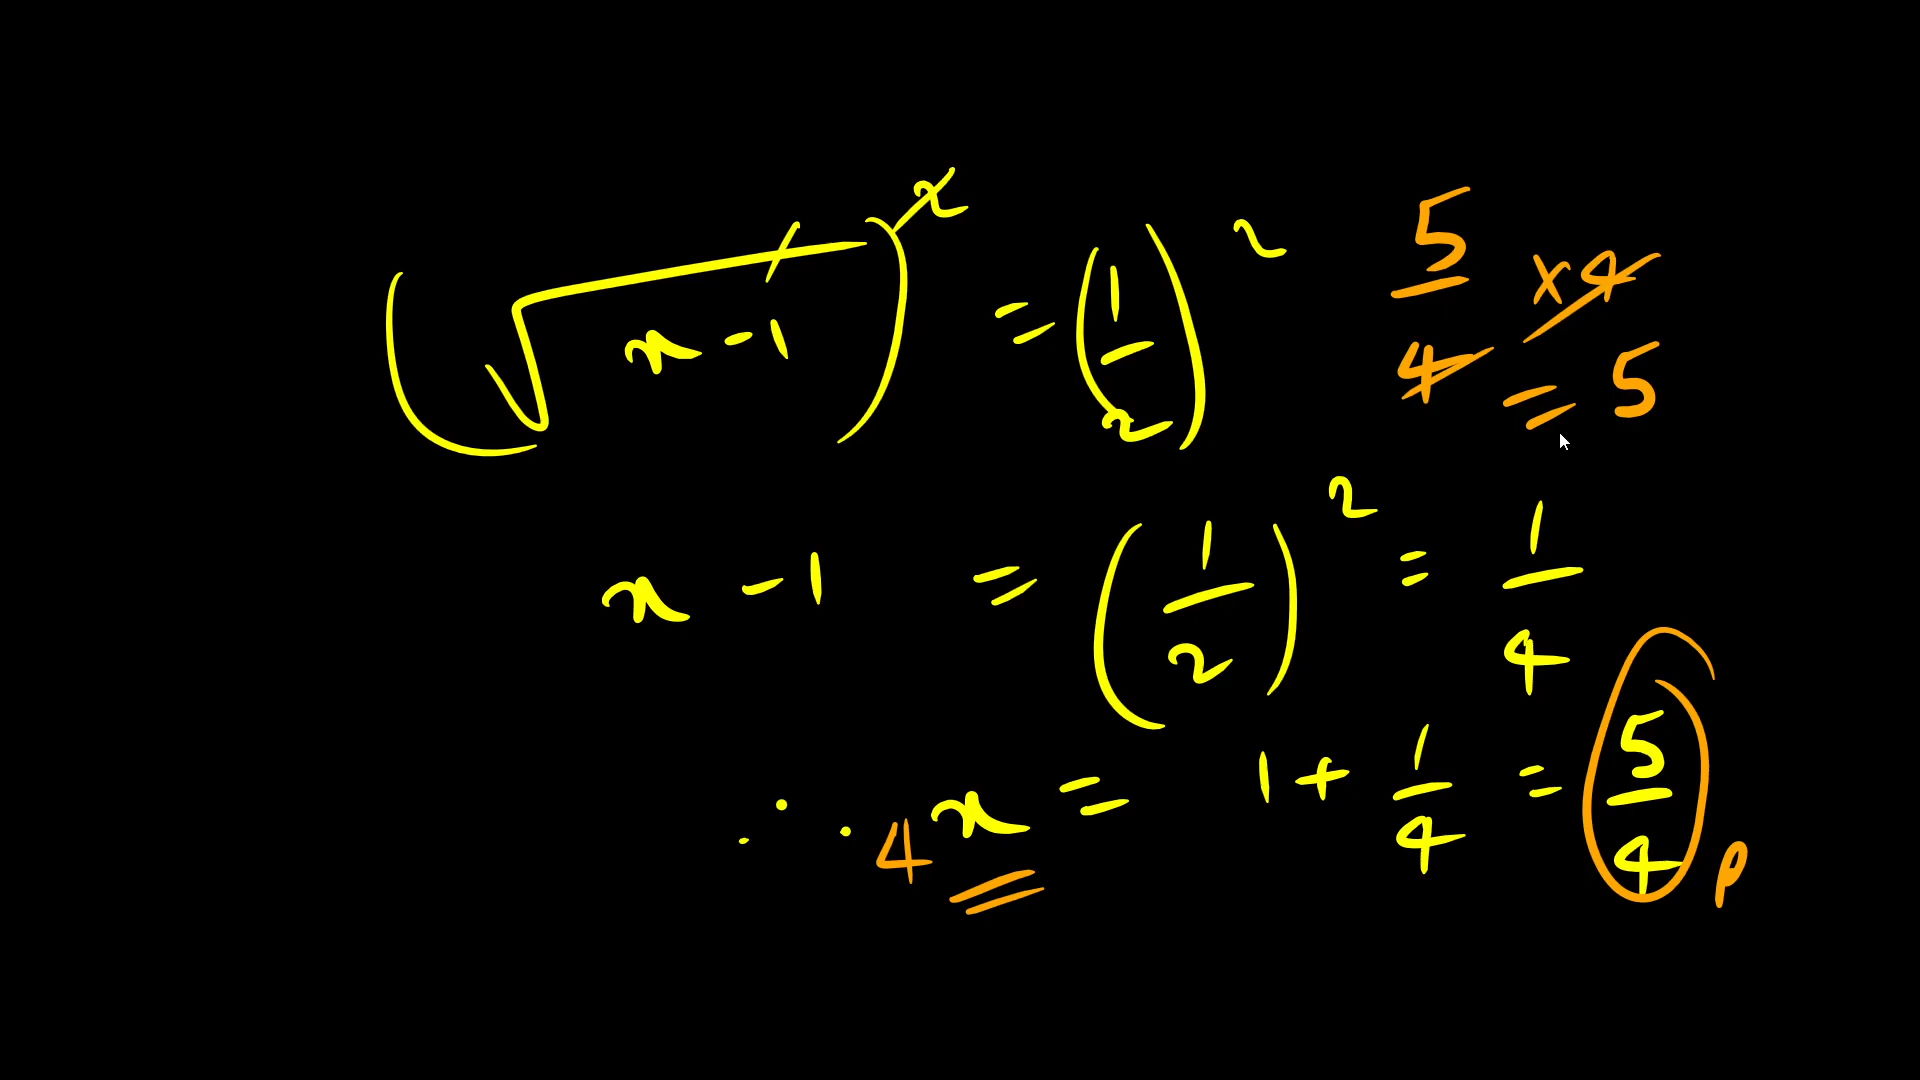 (√(x-1))² = (1/2)²
5/4 × 4 = 5
x - 1 = (1/2)² = 1/4
∴ 4 x = 1 + 1/4 = 5/4 p